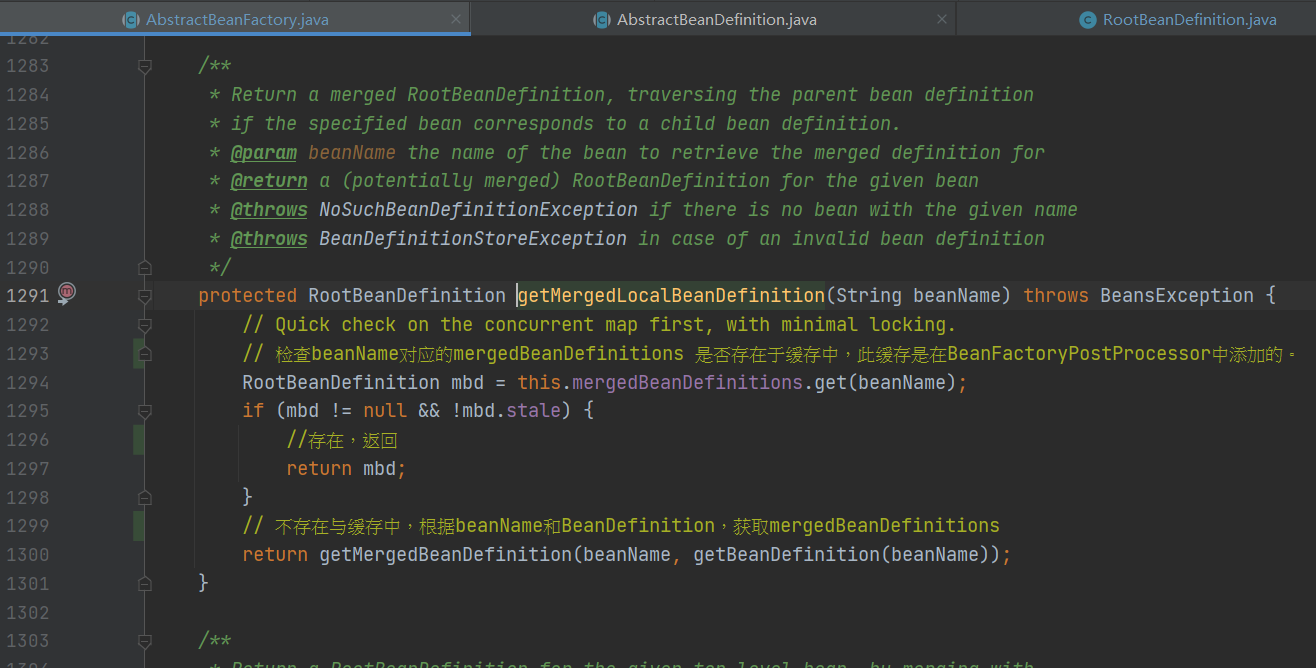 AbstractBeanFactory.java AbstractBeanDefinition.java RootBeanDefinition.java
1282
1283 /**
1284 * Return a merged RootBeanDefinition, traversing the parent bean definition
1285 * if the specified bean corresponds to a child bean definition.
1286 * @param beanName the name of the bean to retrieve the merged definition for
1287 * @return a (potentially merged) RootBeanDefinition for the given bean
1288 * @throws NoSuchBeanDefinitionException if there is no bean with the given name
1289 * @throws BeanDefinitionStoreException in case of an invalid bean definition
1290 */
1291 protected RootBeanDefinition getMergedLocalBeanDefinition(String beanName) throws BeansException {
1292 // Quick check on the concurrent map first, with minimal locking.
1293 // 检查beanName对应的mergedBeanDefinitions 是否存在于缓存中，此缓存是在BeanFactoryPostProcessor中添加的。
1294 RootBeanDefinition mbd = this.mergedBeanDefinitions.get(beanName);
1295 if (mbd != null && !mbd.stale) {
1296 //存在，返回
1297 return mbd;
1298 }
1299 // 不存在与缓存中，根据beanName和BeanDefinition，获取mergedBeanDefinitions
1300 return getMergedBeanDefinition(beanName, getBeanDefinition(beanName));
1301 }
1302
1303 /**
1304 * Return a RootBeanDefinition for the given top-level bean, by merging with